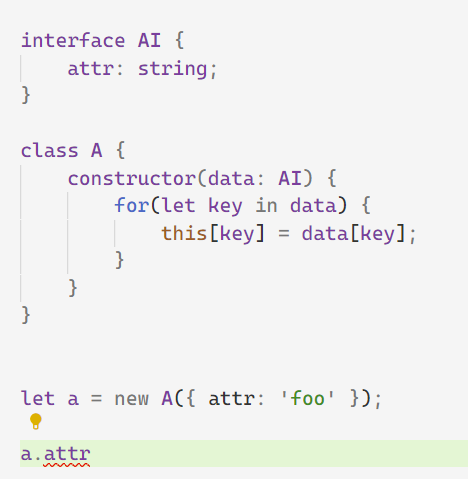 interface AI {
    attr: string;
}
class A {
    constructor(data: AI) {
        for(let key in data) {
            this[key] = data[key];
        }
    }
}
let a = new A({ attr: 'foo' });
a.attr